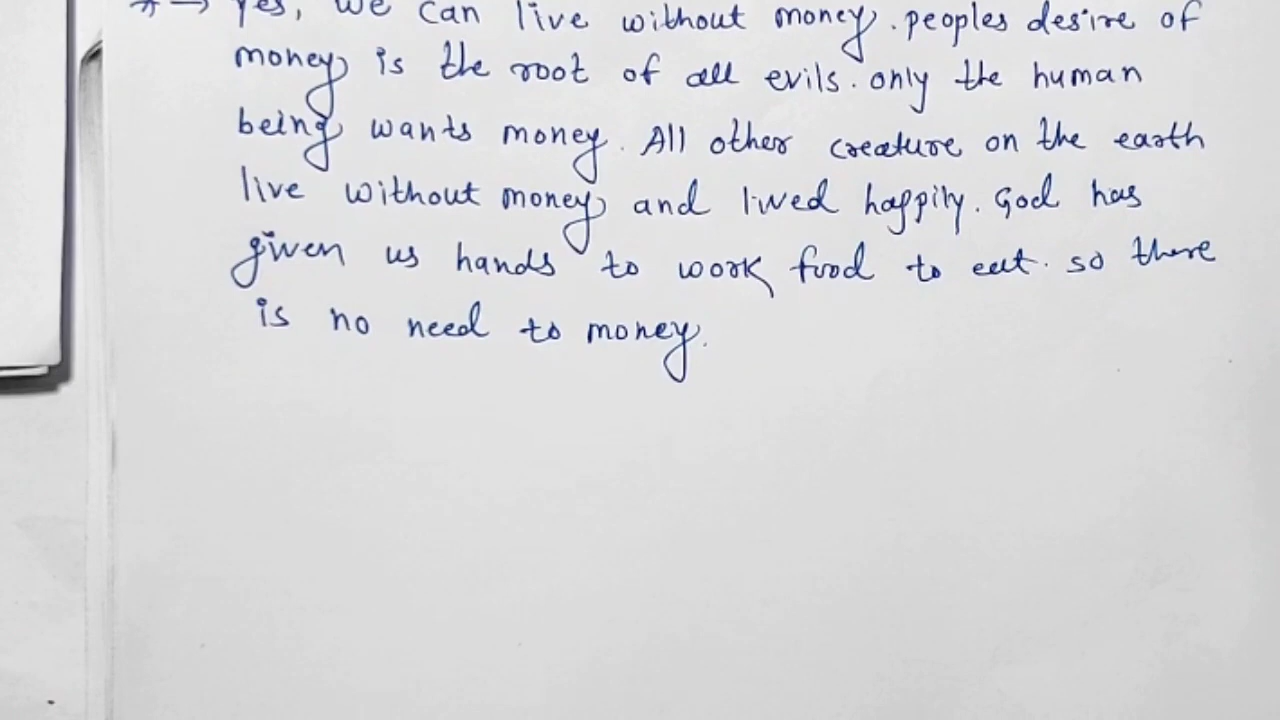 → Yes, we can live without money. peoples desire of
money is the root of all evils. only the human
being wants money. All other creature on the earth
live without money and lived happily. God has
given us hands to work food to eat. so there
is no need to money.